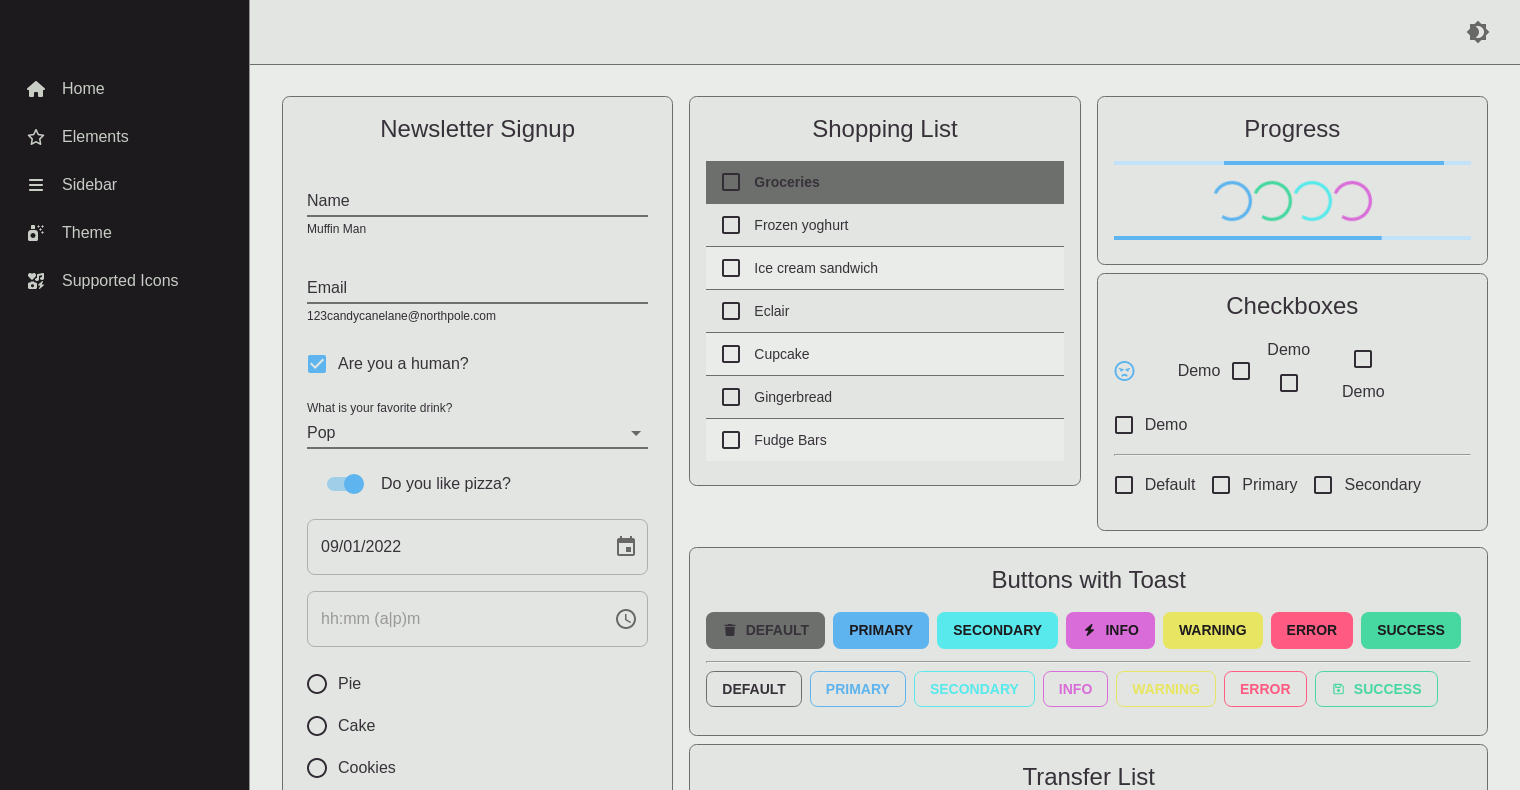 Home
Elements
Sidebar
Theme
Supported Icons
Newsletter Signup
Name
Muffin Man
Email
123candycanelane@northpole.com
Are you a human?
What is your favorite drink?
Pop
Do you like pizza?
09/01/2022
hh:mm (a|p)m
Pie
Cake
Cookies
Shopping List
Groceries
Frozen yoghurt
Ice cream sandwich
Eclair
Cupcake
Gingerbread
Fudge Bars
Progress
Checkboxes
Demo
Demo
Demo
Demo
Default Primary Secondary
Buttons with Toast
DEFAULT PRIMARY SECONDARY INFO WARNING ERROR SUCCESS
DEFAULT PRIMARY SECONDARY INFO WARNING ERROR SUCCESS
Transfer List